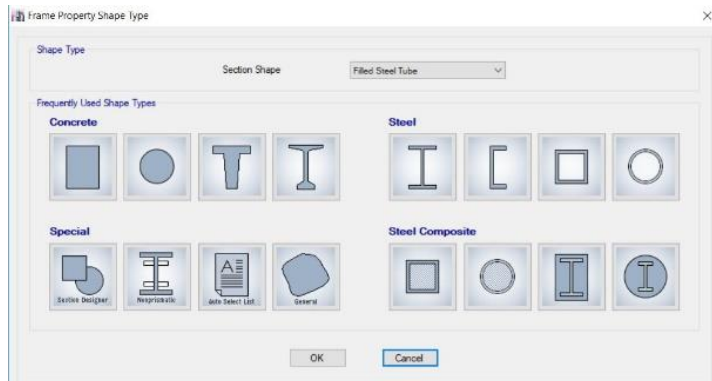 Frame Property Shape Type
Shape Type
Section Shape
Filled Steel Tube
Frequently Used Shape Types
Concrete
Steel
Special
Steel Composite
Section Designer
Nonprismatic
Auto Select List
General
OK
Cancel